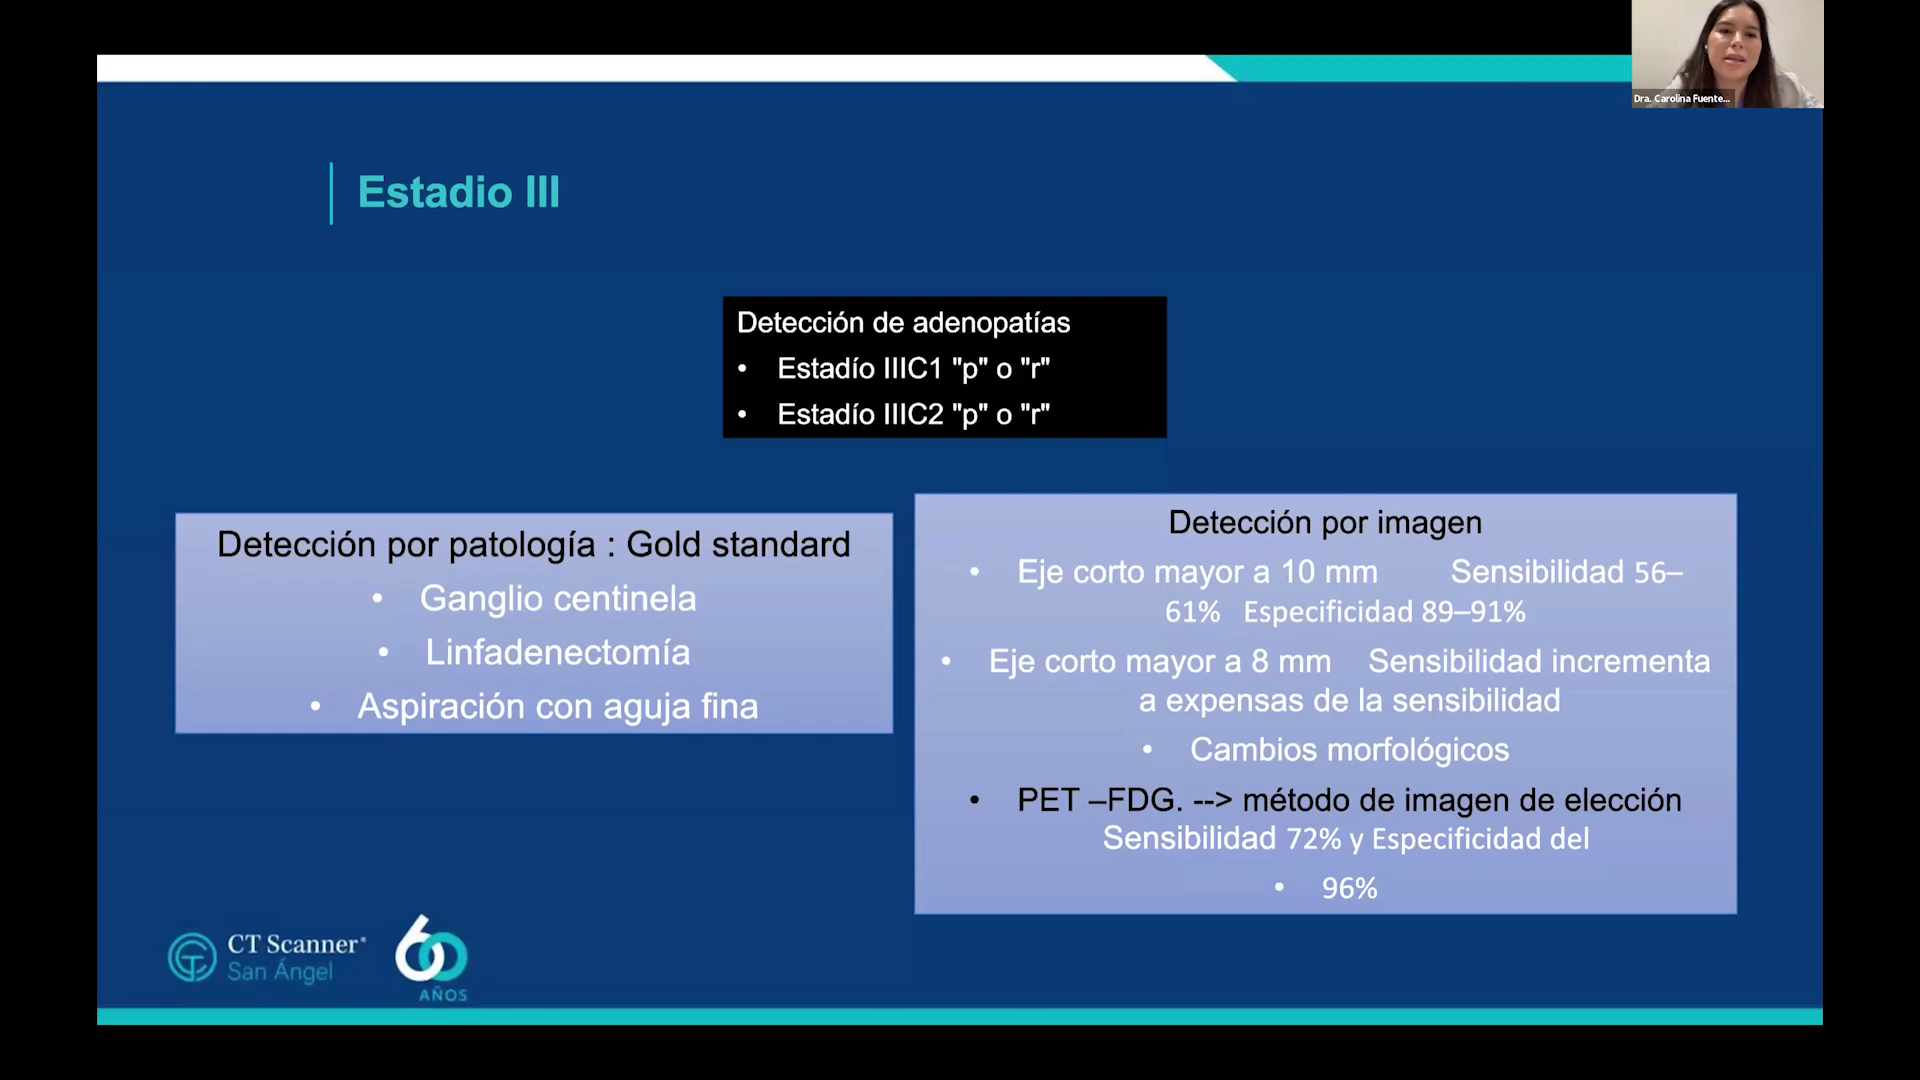 Dra. Carolina Fuente...
Estadio III
Detección de adenopatías
• Estadío IIIC1 "p" o "r"
• Estadío IIIC2 "p" o "r"
Detección por patología : Gold standard
• Ganglio centinela
• Linfadenectomía
• Aspiración con aguja fina
Detección por imagen
• Eje corto mayor a 10 mm Sensibilidad 56–
61% Especificidad 89–91%
• Eje corto mayor a 8 mm Sensibilidad incrementa
a expensas de la sensibilidad
• Cambios morfológicos
• PET –FDG. --> método de imagen de elección
Sensibilidad 72% y Especificidad del
• 96%
CT Scanner
San Ángel
60
AÑOS